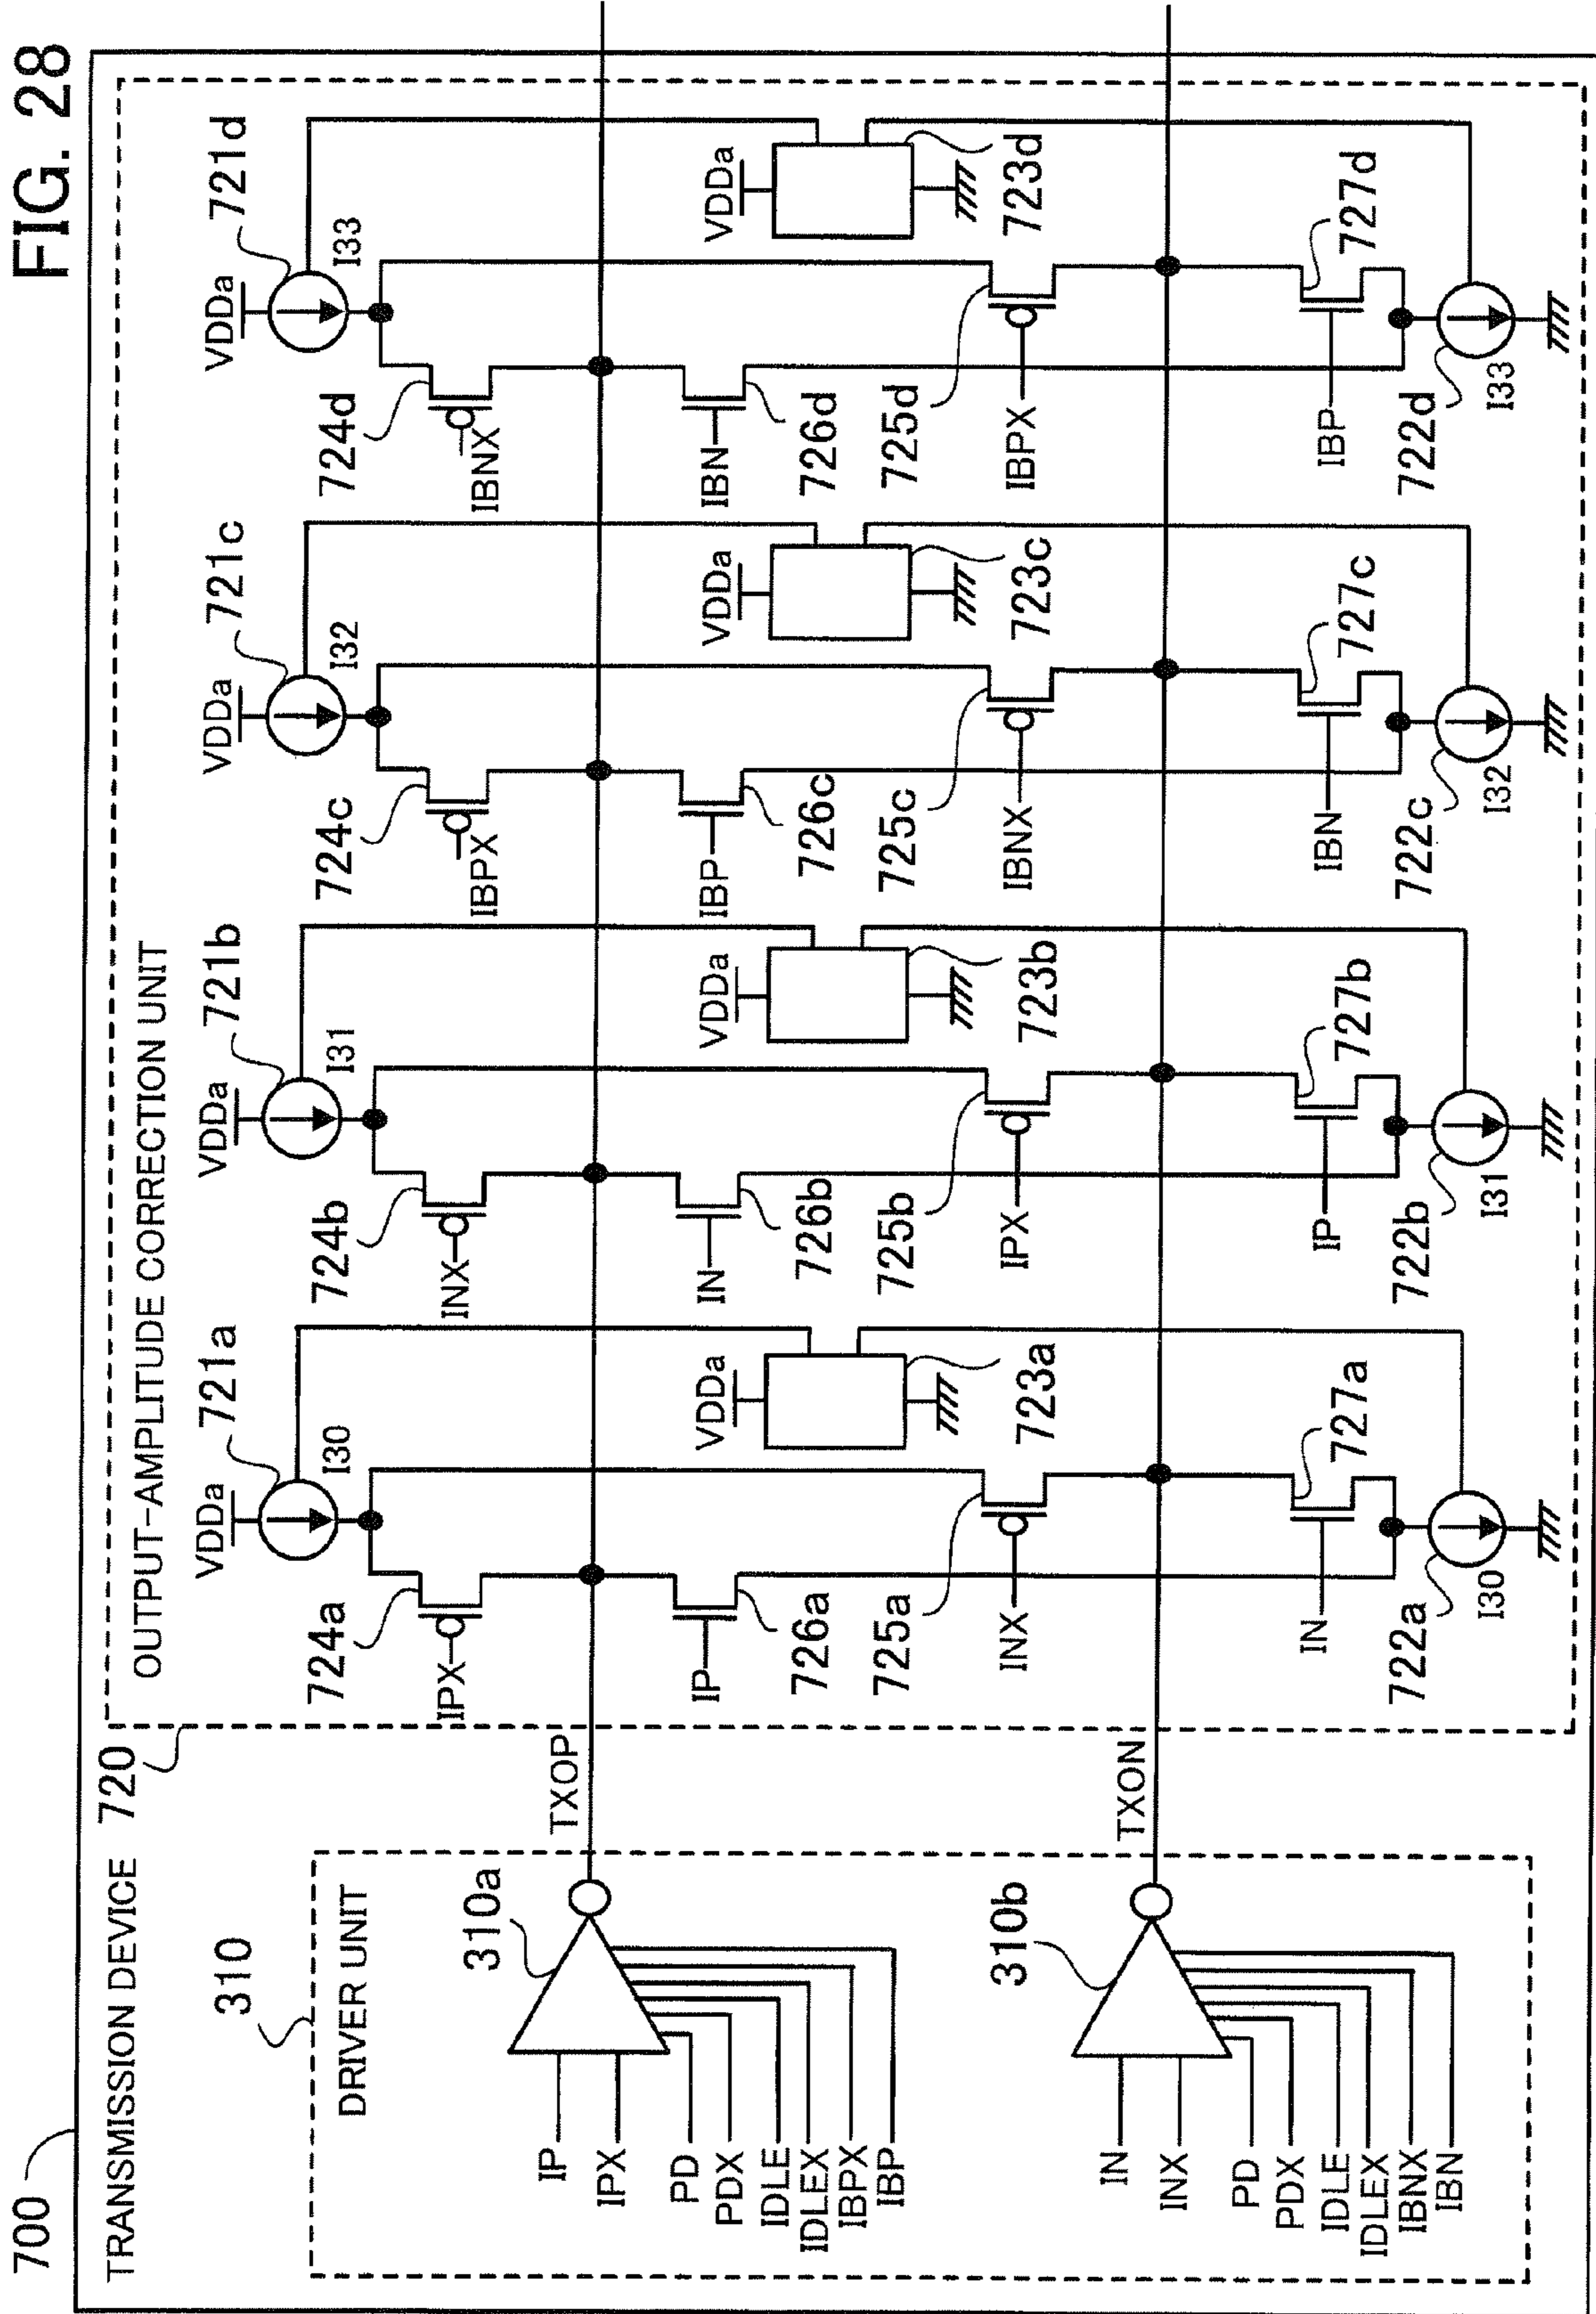 FIG. 28
700
TRANSMISSION DEVICE
720
OUTPUT-AMPLITUDE CORRECTION UNIT
310
DRIVER UNIT
310a
IP
IPX
PD
PDX
IDLE
IDLEX
IBPX
IBP
TXOP
310b
IN
INX
PD
PDX
IDLE
IDLEX
IBNX
IBN
TXON
VDDa
721a
I30
724a
IPX
IP
726a
VDDa
723a
725a
INX
IN
727a
722a
I30
VDDa
721b
I31
724b
INX
IN
726b
VDDa
723b
725b
IPX
IP
727b
722b
I31
VDDa
721c
I32
724c
IBPX
IBP
726c
VDDa
723c
725c
IBNX
IBN
727c
722c
I32
VDDa
721d
I33
724d
IBNX
IBN
726d
VDDa
723d
725d
IBPX
IBP
727d
722d
I33